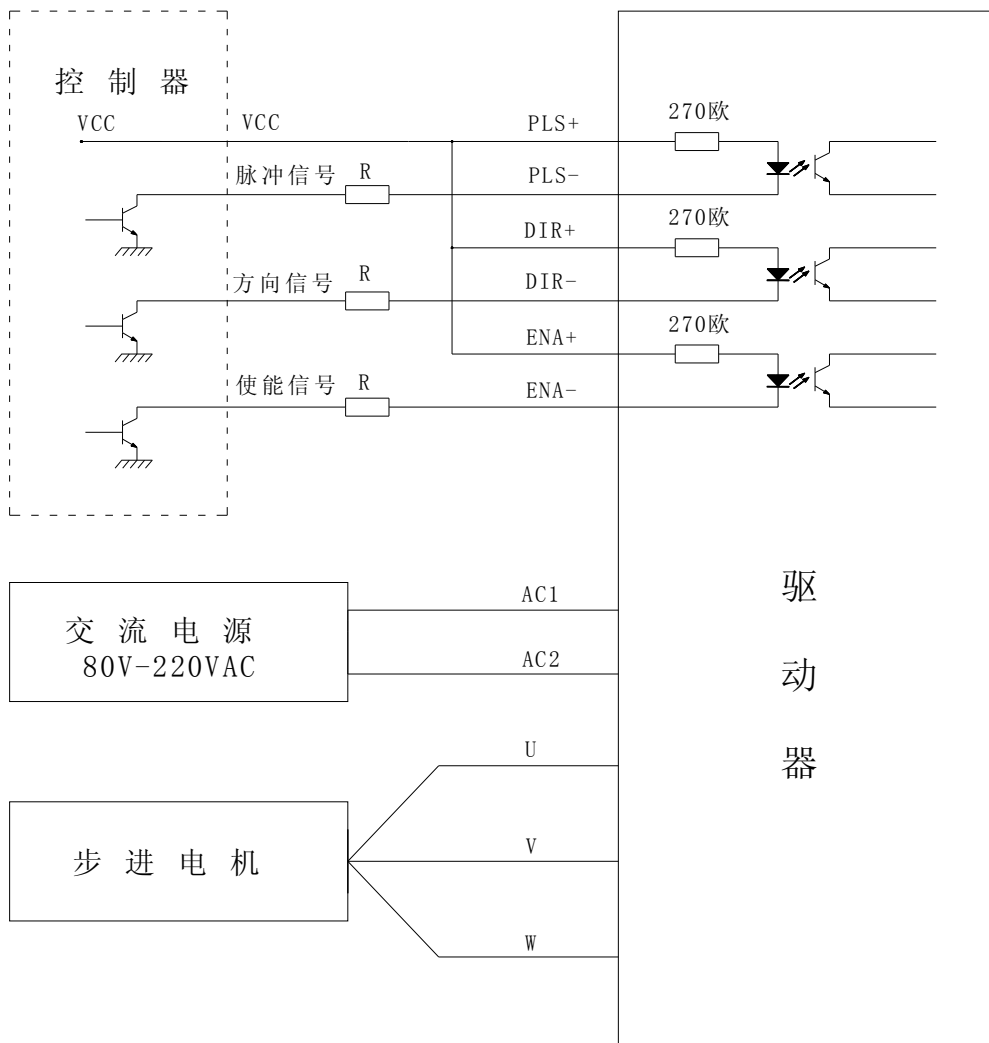 控制器
VCC
VCC
PLS+
270欧
脉冲信号
R
PLS-
DIR+
270欧
方向信号
R
DIR-
ENA+
270欧
使能信号
R
ENA-
交流电源
80V-220VAC
AC1
AC2
驱动器
步进电机
U
V
W